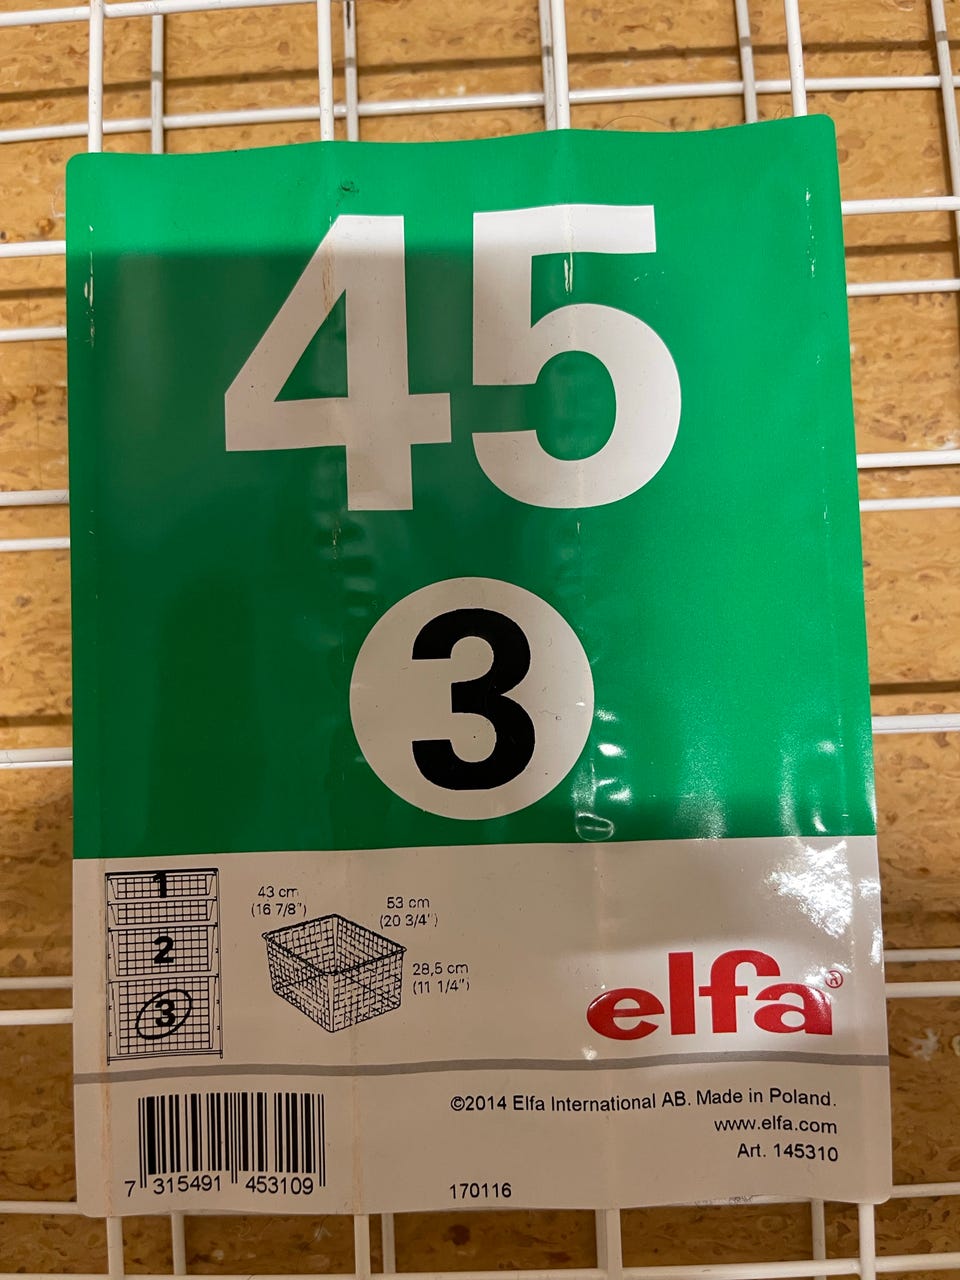 45
3
1
2
3
43 cm
(16 7/8")
53 cm
(20 3/4")
28,5 cm
(11 1/4")
elfa®
©2014 Elfa International AB. Made in Poland.
www.elfa.com
Art. 145310
7 315491 453109
170116